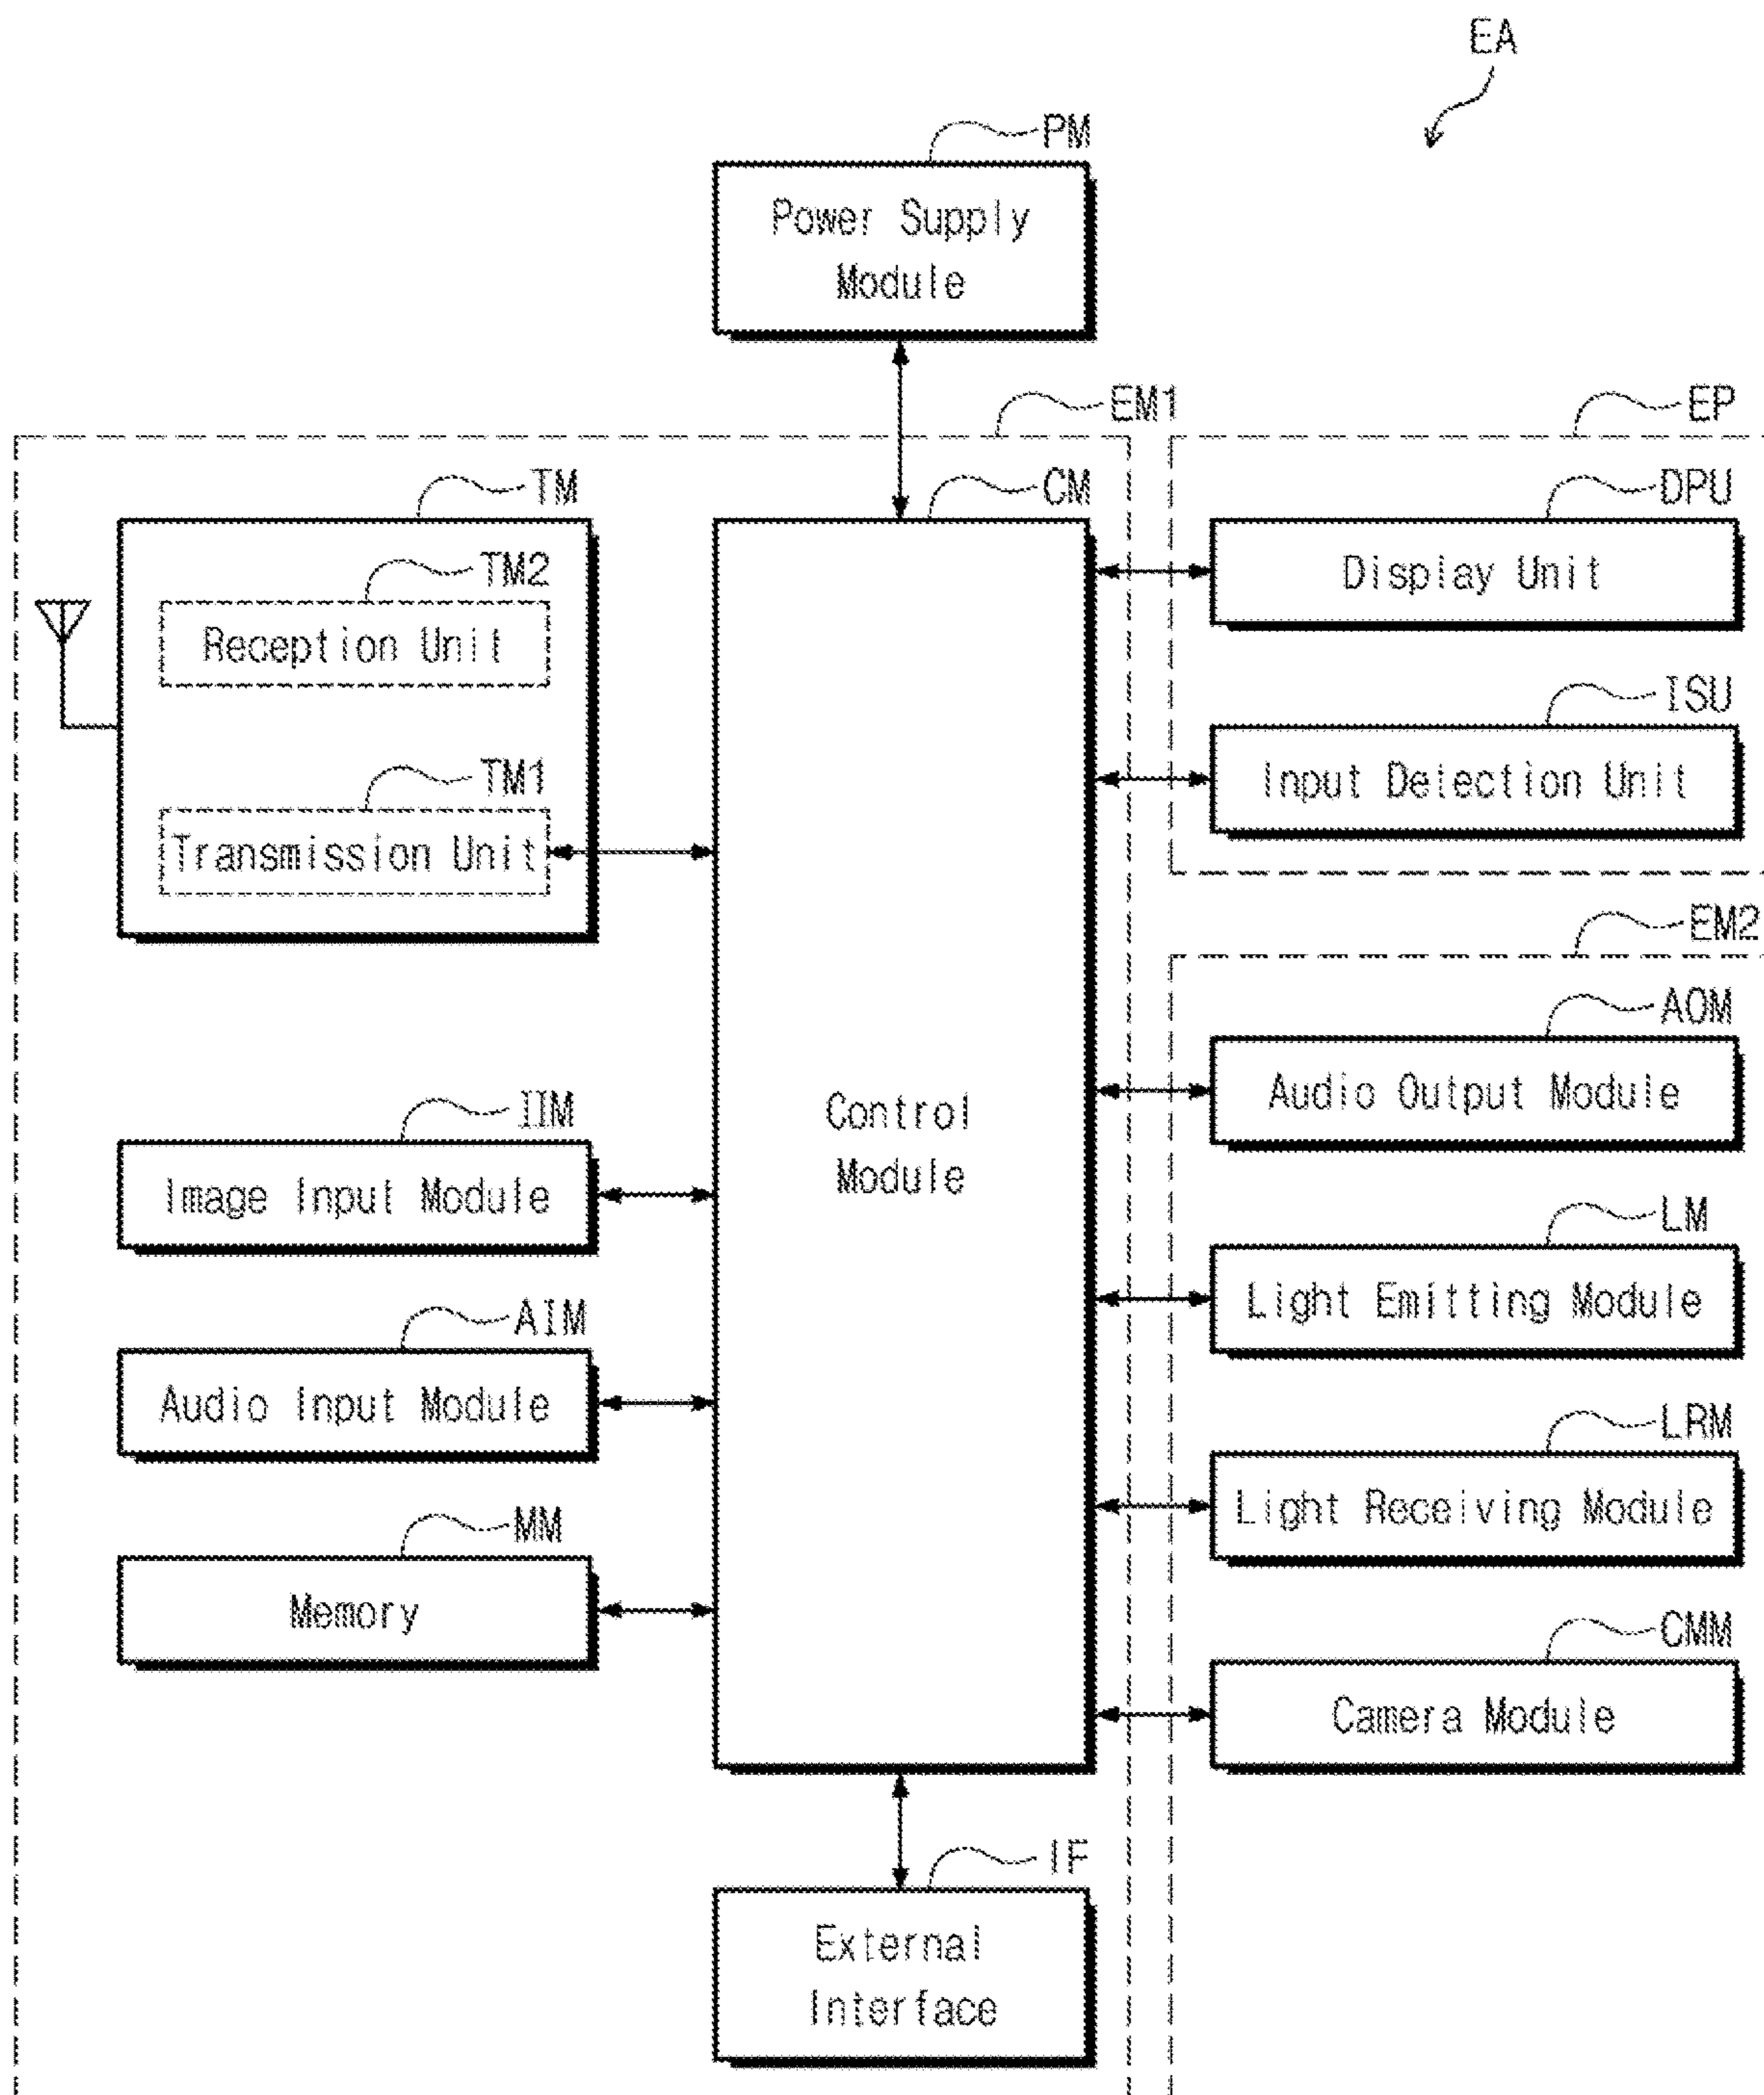 EA
PM
Power Supply
Module
EM1
EP
TM
CM
DPU
TM2
Display Unit
Reception Unit
ISU
TM1
Input Detection Unit
Transmission Unit
EM2
AOM
Audio Output Module
Control
Module
IIM
Image Input Module
LM
Light Emitting Module
AIM
Audio Input Module
LRM
Light Receiving Module
MM
Memory
CMM
Camera Module
IF
External
Interface